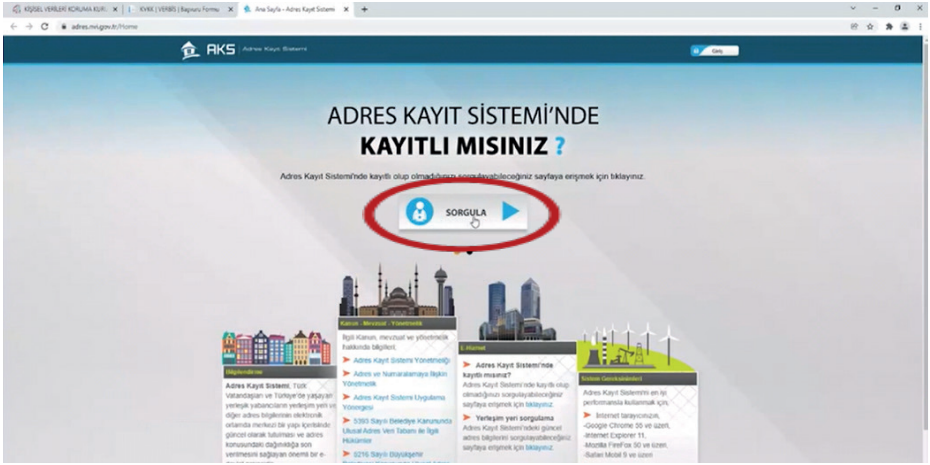 KİŞİSEL VERİLERİ KORUMA KURU
KVKK | VERBİS | Başvuru Formu
Ana Sayfa - Adres Kayıt Sistemi
adres.nvi.gov.tr/Home
AKS | Adres Kayıt Sistemi
Giriş
ADRES KAYIT SİSTEMİ'NDE
KAYITLI MISINIZ ?
Adres Kayıt Sistemi'nde kayıtlı olup olmadığınızı sorgulayabileceğiniz sayfaya erişmek için tıklayınız.
SORGULA
Bilgilendirme
Adres Kayıt Sistemi, Türk
Vatandaşları ve Türkiye'de yaşayan
yerleşik yabancıların yerleşim yeri ve
diğer adres bilgilerinin elektronik
ortamda merkezi bir yapı içerisinde
güncel olarak tutulması ve adres
konusundaki dağınıklığa son
verilmesini sağlayan önemli bir e-
Kanun - Mevzuat - Yönetmelik
İlgili Kanun, mevzuat ve yönetmelik
hakkında bilgileri.
Adres Kayıt Sistemi Yönetmeliği
Adres ve Numaralamaya İlişkin
Yönetmelik
Adres Kayıt Sistemi Uygulama
Yönergesi
5393 Sayılı Belediye Kanununda
Ulusal Adres Veri Tabanı ile İlgili
Hükümler
5216 Sayılı Büyükşehir
E-Hizmet
Adres Kayıt Sistemi'nde
kayıtlı mısınız?
Adres Kayıt Sistemi'nde kayıtlı olup
olmadığınızı sorgulayabileceğiniz
sayfaya erişmek için tıklayınız.
Yerleşim yeri sorgulama
Adres Kayıt Sistemi'ndeki güncel
adres bilgilerini sorgulayabileceğiniz
sayfaya erişmek için tıklayınız.
Sistem Gereksinimleri
Adres Kayıt Sistemini en iyi
performansla kullanmak için,
İnternet tarayıcınızın,
-Google Chrome 35 ve üzeri,
-Internet Explorer 11,
-Mozilla FireFox 30 ve üzeri,
-Safari Mobil 9 ve üzeri